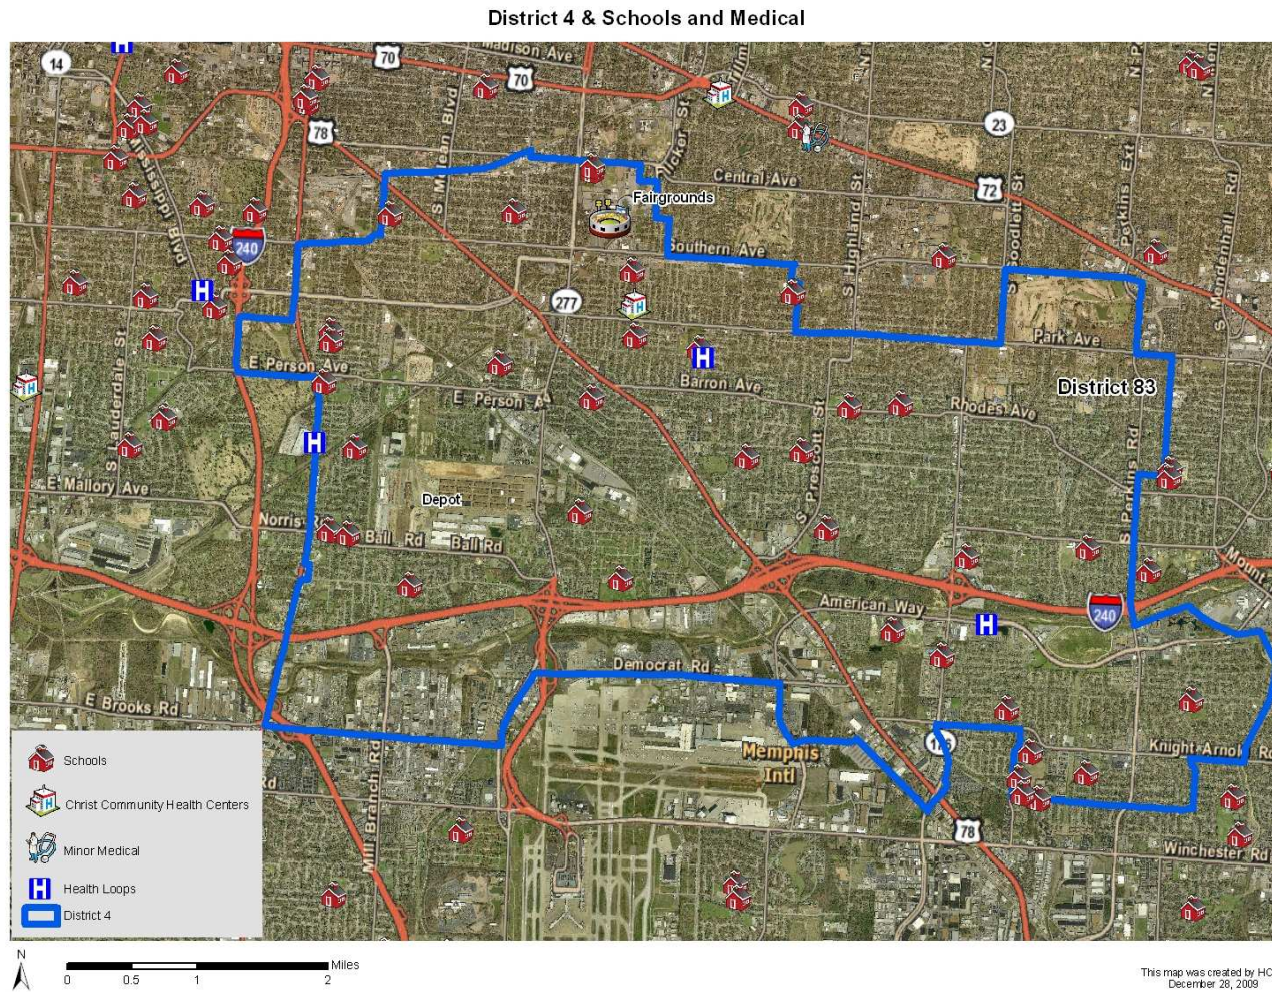 District 4 & Schools and Medical
H
14
70
Madison Ave
70
78
S McLean Blvd
23
Mississippi Blvd
Central Ave
72
Perkins Ext
S Mendenhall Rd
Fairgrounds
240
Southern Ave
S Highland St
Goodlett St
H
277
Park Ave
S Lauderdale St
H
E Person Ave
Barron Ave
District 83
E Person Av
Rhodes Ave
H
S Prescott St
S Perkins Rd
E Mallory Ave
Depot
Norris Rd
Ball Rd
Ball Rd
Mount
American Way
240
H
Democrat Rd
E Brooks Rd
Memphis
Intl
Knight Arnold Rd
Rd
Mill Branch Rd
78
Winchester Rd
Schools
Christ Community Health Centers
Minor Medical
H Health Loops
District 4
N
Miles
0 0.5 1 2
This map was created by HC
December 28, 2009